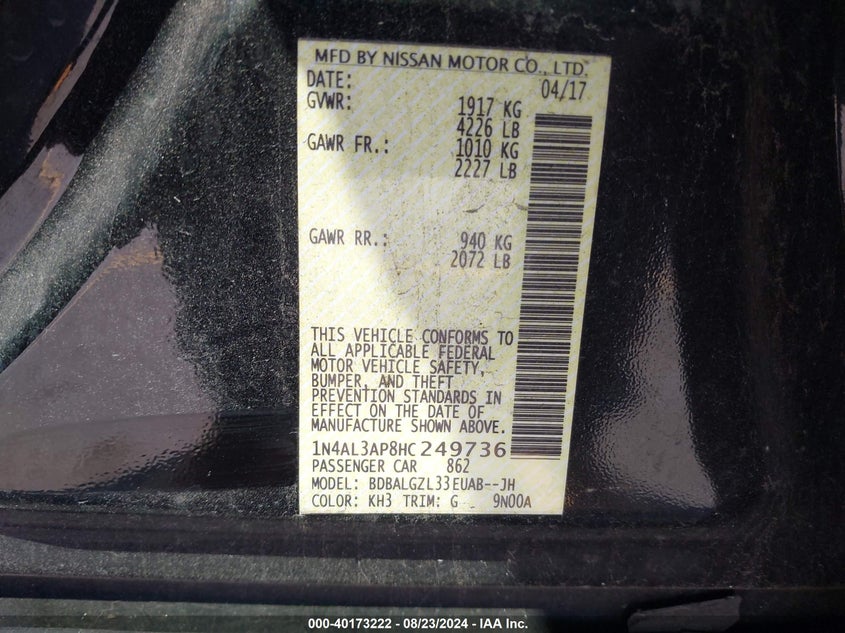 MFD BY NISSAN MOTOR CO., LTD.
DATE: 04/17
GVWR: 1917 KG
4226 LB
GAWR FR.: 1010 KG
2227 LB
GAWR RR.: 940 KG
2072 LB
THIS VEHICLE CONFORMS TO
ALL APPLICABLE FEDERAL
MOTOR VEHICLE SAFETY,
BUMPER, AND THEFT
PREVENTION STANDARDS IN
EFFECT ON THE DATE OF
MANUFACTURE SHOWN ABOVE.
1N4AL3AP8HC249736
PASSENGER CAR 862
MODEL: BDBALGZL33EUAB--JH
COLOR: KH3 TRIM: G 9N00A
000-40173222 - 08/23/2024 - IAA Inc.